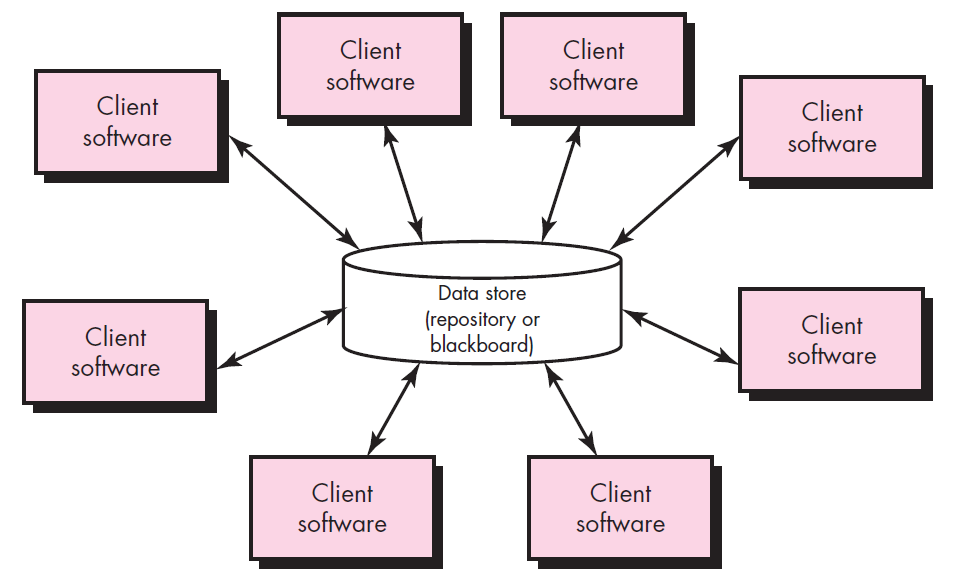 Client
software
Client
software
Client
software
Client
software
Data store
(repository or
blackboard)
Client
software
Client
software
Client
software
Client
software